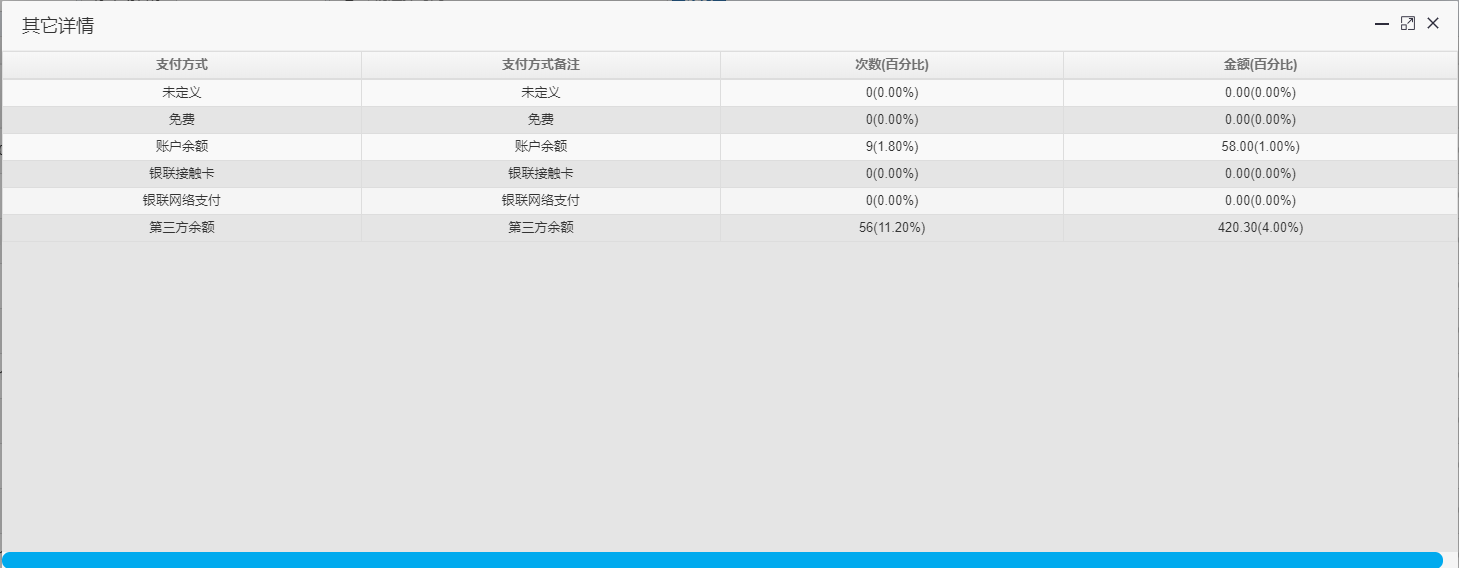 其它详情
支付方式 支付方式备注 次数(百分比) 金额(百分比)
未定义 未定义 0(0.00%) 0.00(0.00%)
免费 免费 0(0.00%) 0.00(0.00%)
账户余额 账户余额 9(1.80%) 58.00(1.00%)
银联接触卡 银联接触卡 0(0.00%) 0.00(0.00%)
银联网络支付 银联网络支付 0(0.00%) 0.00(0.00%)
第三方余额 第三方余额 56(11.20%) 420.30(4.00%)